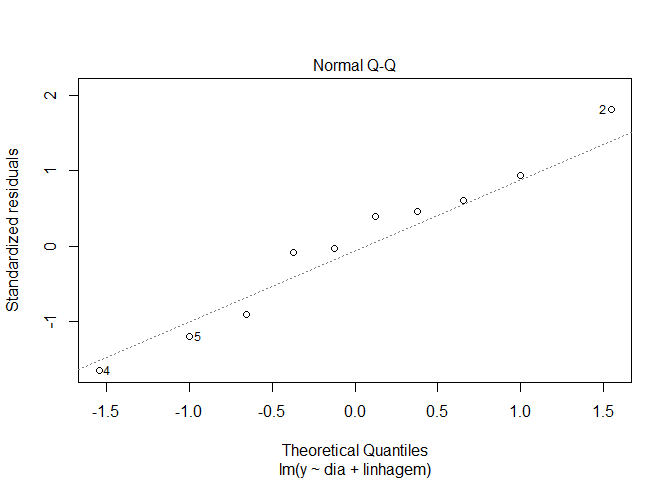 Normal Q-Q
Standardized residuals
2
1
0
-1
2
5
4
-1.5 -1.0 -0.5 0.0 0.5 1.0 1.5
Theoretical Quantiles
lm(y ~ dia + linhagem)